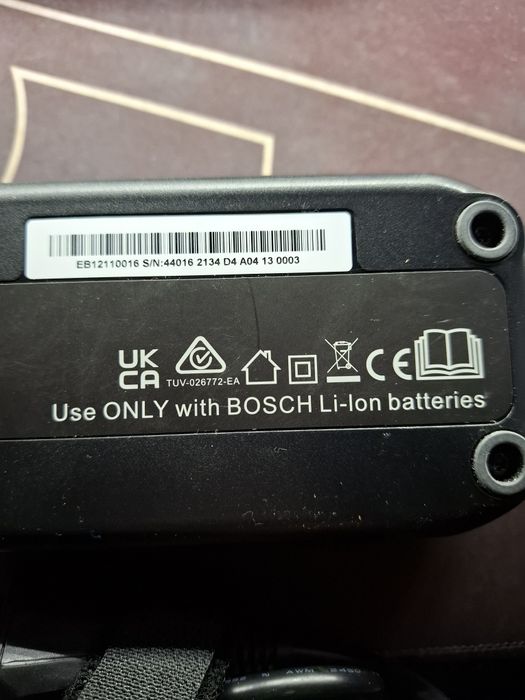 EB12110016 S/N:44016 2134 D4 A04 13 0003
UK
CA
TUV-026772-EA
CE
Use ONLY with BOSCH Li-Ion batteries
AWM